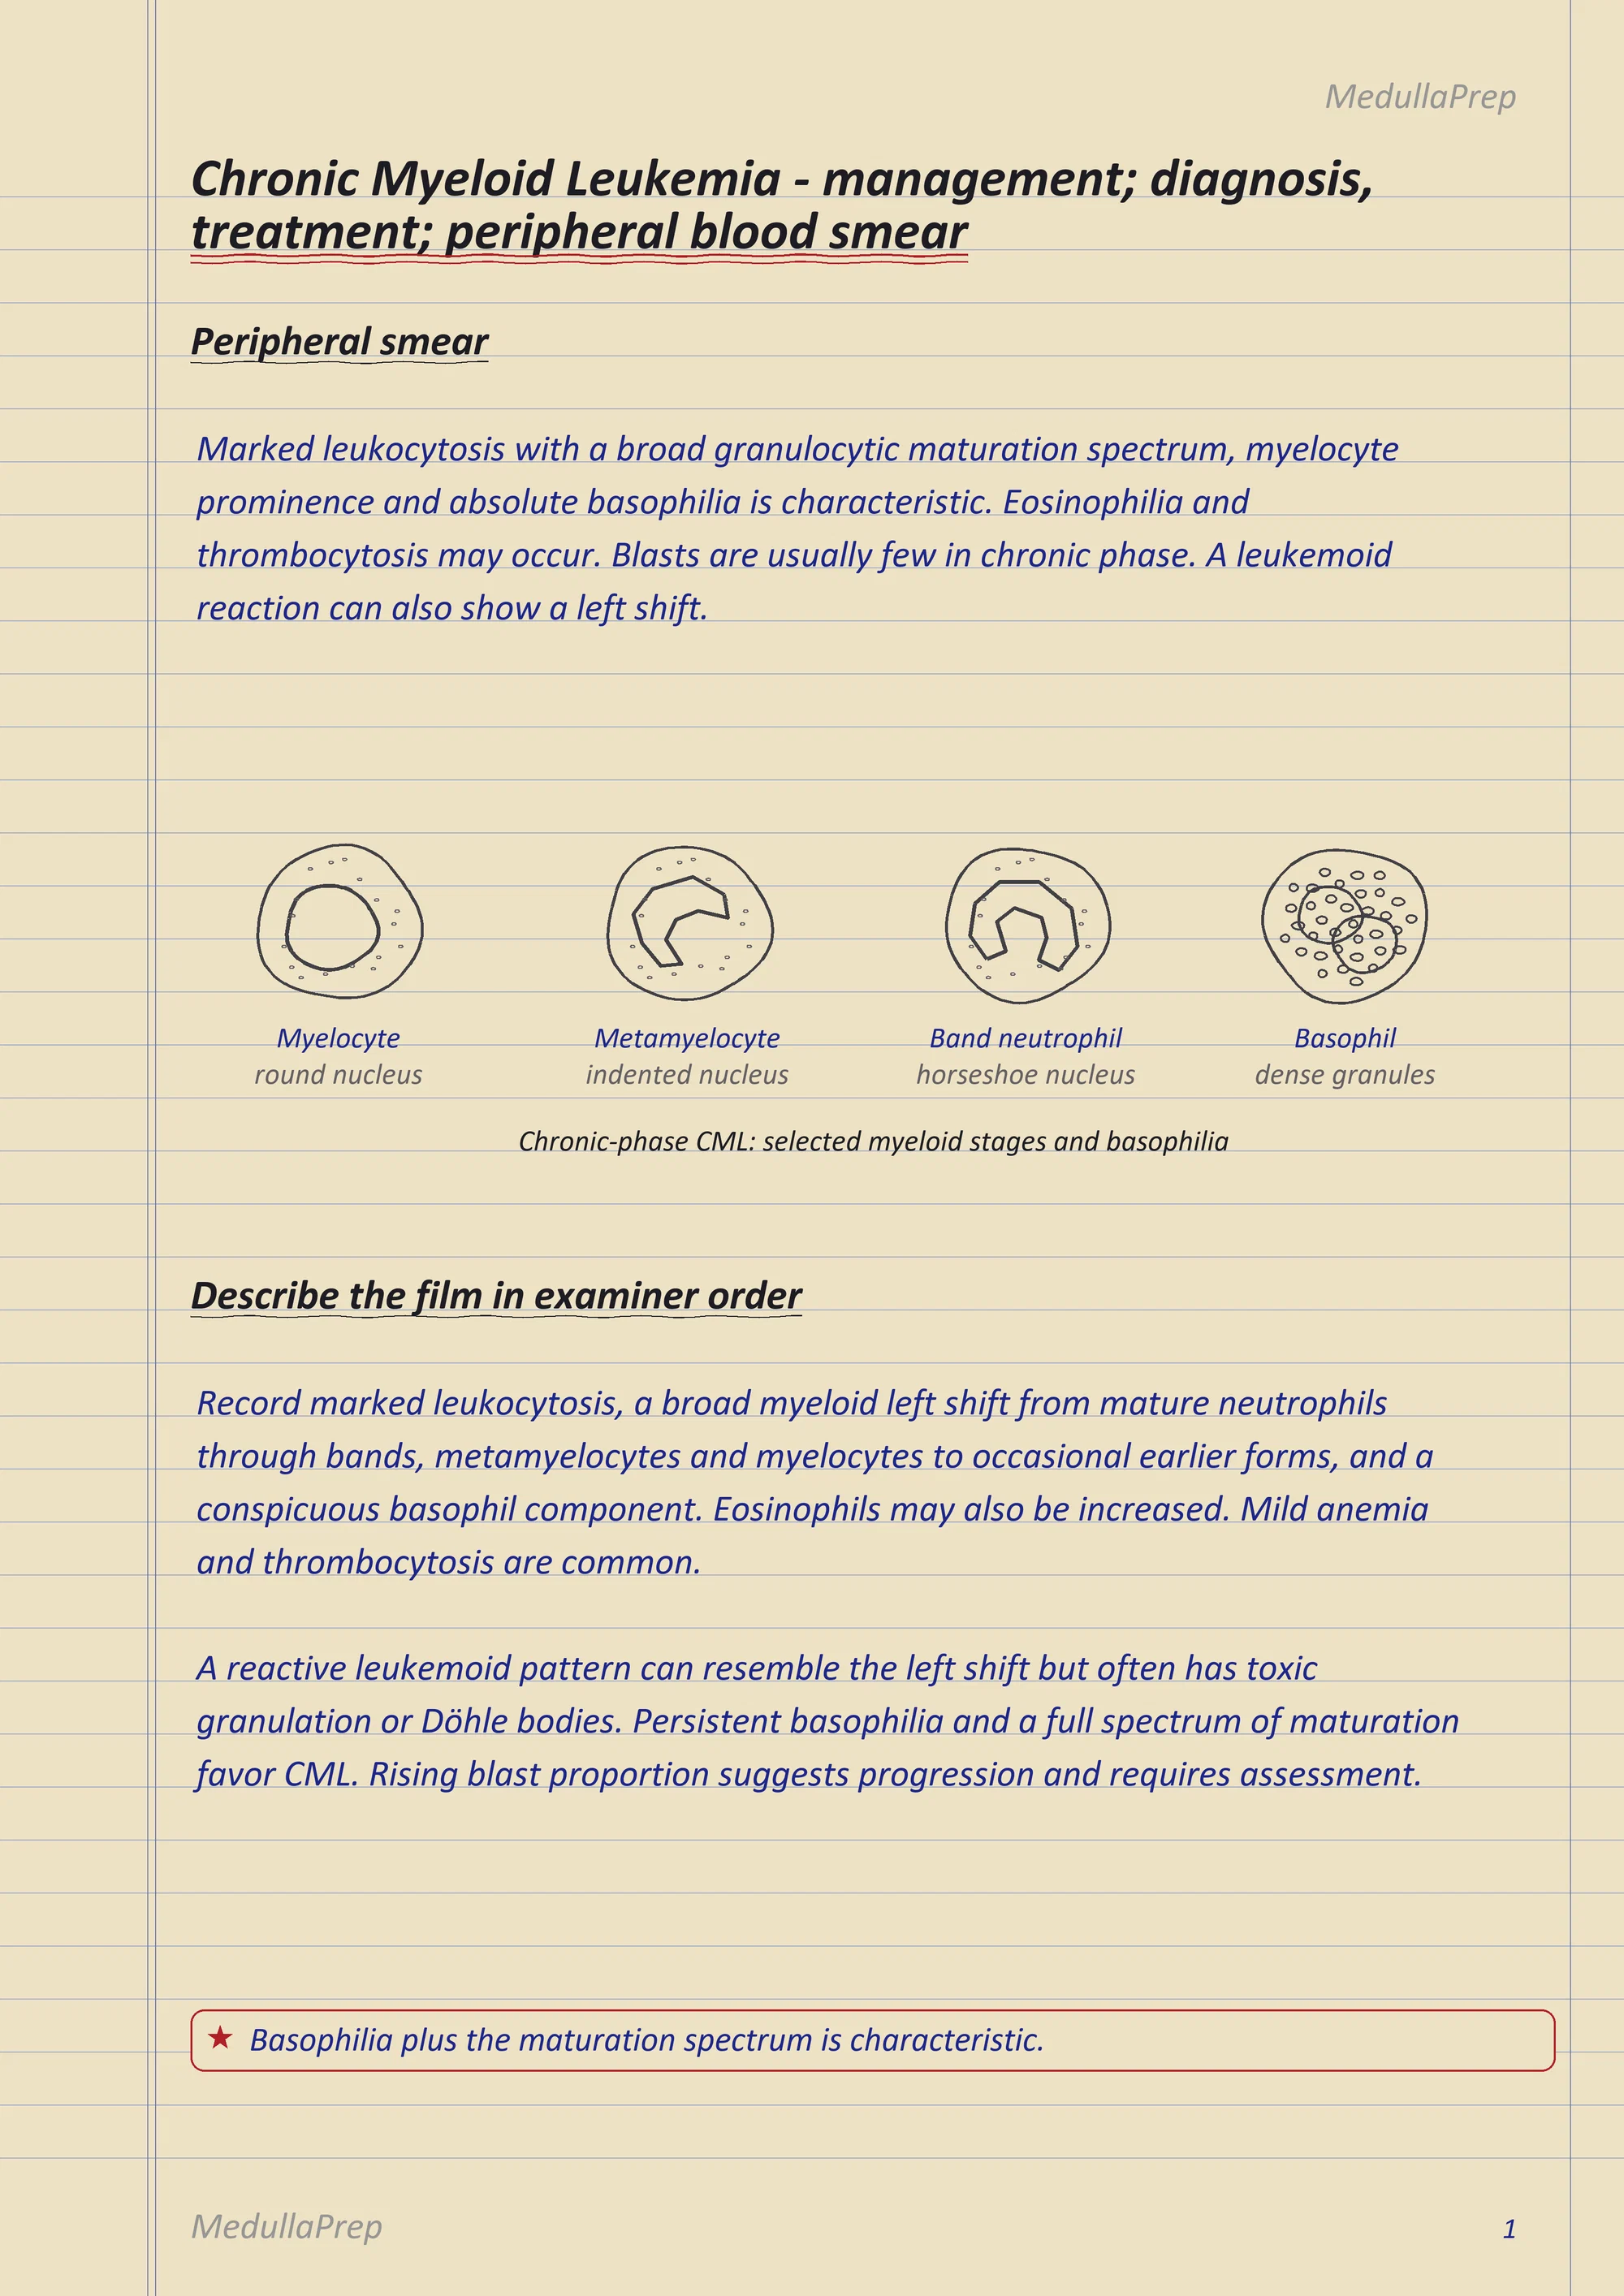 MedullaPrep
Chronic Myeloid Leukemia - management; diagnosis,
treatment; peripheral blood smear
Peripheral smear
Marked leukocytosis with a broad granulocytic maturation spectrum, myelocyte
prominence and absolute basophilia is characteristic. Eosinophilia and
thrombocytosis may occur. Blasts are usually few in chronic phase. A leukemoid
reaction can also show a left shift.
Myelocyte
round nucleus
Metamyelocyte
indented nucleus
Band neutrophil
horseshoe nucleus
Basophil
dense granules
Chronic-phase CML: selected myeloid stages and basophilia
Describe the film in examiner order
Record marked leukocytosis, a broad myeloid left shift from mature neutrophils
through bands, metamyelocytes and myelocytes to occasional earlier forms, and a
conspicuous basophil component. Eosinophils may also be increased. Mild anemia
and thrombocytosis are common.
A reactive leukemoid pattern can resemble the left shift but often has toxic
granulation or Döhle bodies. Persistent basophilia and a full spectrum of maturation
favor CML. Rising blast proportion suggests progression and requires assessment.
★ Basophilia plus the maturation spectrum is characteristic.
MedullaPrep
1